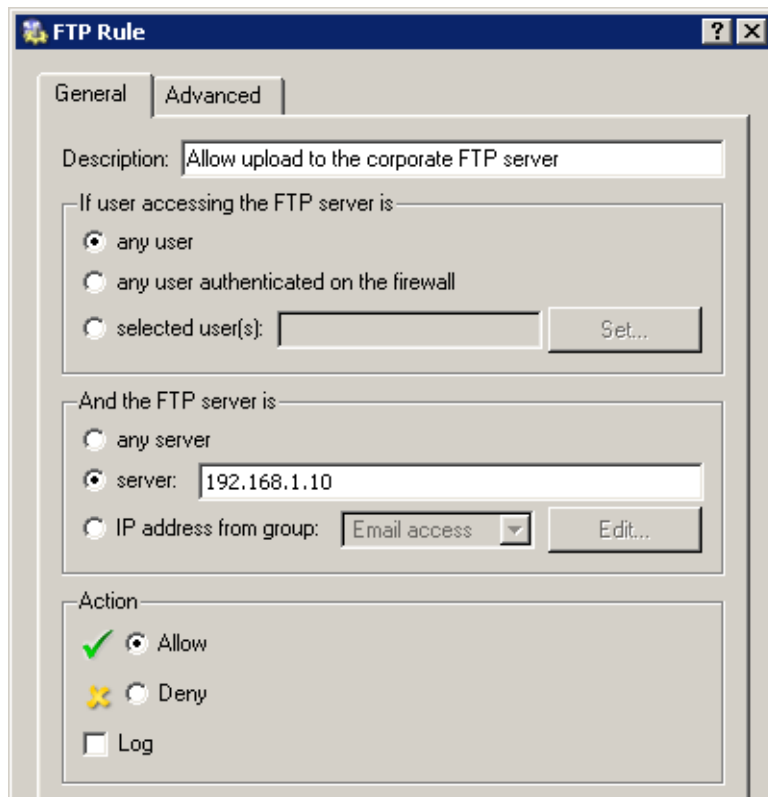 FTP Rule
General Advanced
Description: Allow upload to the corporate FTP server
If user accessing the FTP server is
any user
any user authenticated on the firewall
selected user(s): Set...
And the FTP server is
any server
server: 192.168.1.10
IP address from group: Email access Edit...
Action
Allow
Deny
Log